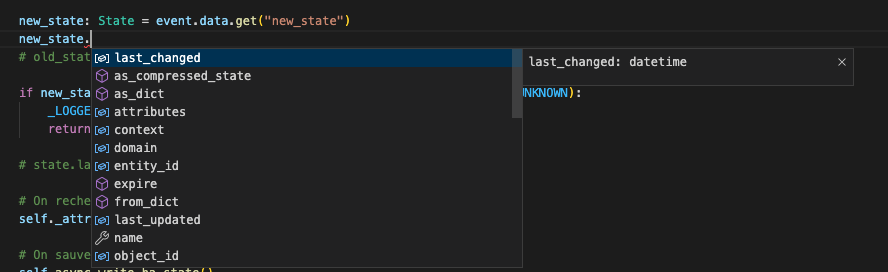 new_state: State = event.data.get("new_state")
new_state.
# old_stat
last_changed
last_changed: datetime
as_compressed_state
as_dict
if new_sta
NKNOWN):
_LOGGE
attributes
return
context
domain
# state.la
entity_id
expire
# On reche
from_dict
self._attr
last_updated
name
# On sauve
object_id
self.async_write_ha_state()